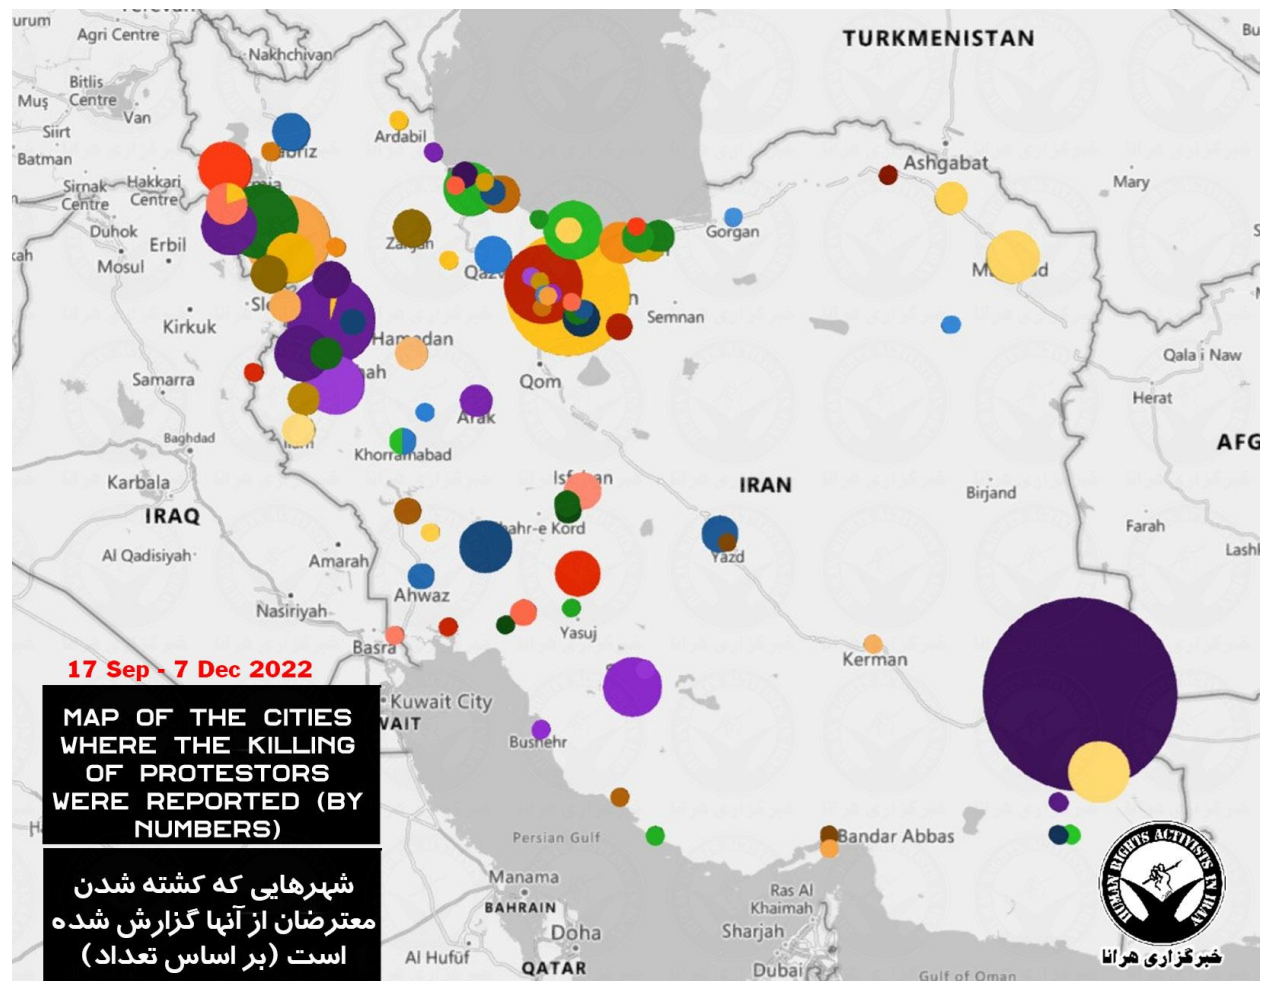 urum
Agri Centre
Nakhchivan
TURKMENISTAN
Bitlis
Centre
Muş
Van
Siirt
Batman
Ardabil
Ashgabat
Mary
Sirnak
Centre
Hakkari
Centre
Duhok
Erbil
Mosul
Gorgan
Kirkuk
Semnan
Qala i Naw
Samarra
Qom
Herat
Arak
Baghdad
Khorramabad
AFG
Karbala
IRAQ
IRAN
Birjand
Farah
Al Qadisiyah
Amarah
Yazd
Ahwaz
Nasiriyah
Yasuj
Basra
Kerman
17 Sep - 7 Dec 2022
Kuwait City
WAIT
Bushehr
MAP OF THE CITIES
WHERE THE KILLING
OF PROTESTORS
WERE REPORTED (BY
NUMBERS)
Persian Gulf
Bandar Abbas
شهرهایی که کشته شدن
معترضان از آنها گزارش شده
است (بر اساس تعداد)
Manama
BAHRAIN
Ras Al
Khaimah
Doha
Sharjah
Al Hufūf
QATAR
Dubai
Gulf of Oman
HUMAN RIGHTS ACTIVISTS IN IRAN
خبرگزاری هرانا